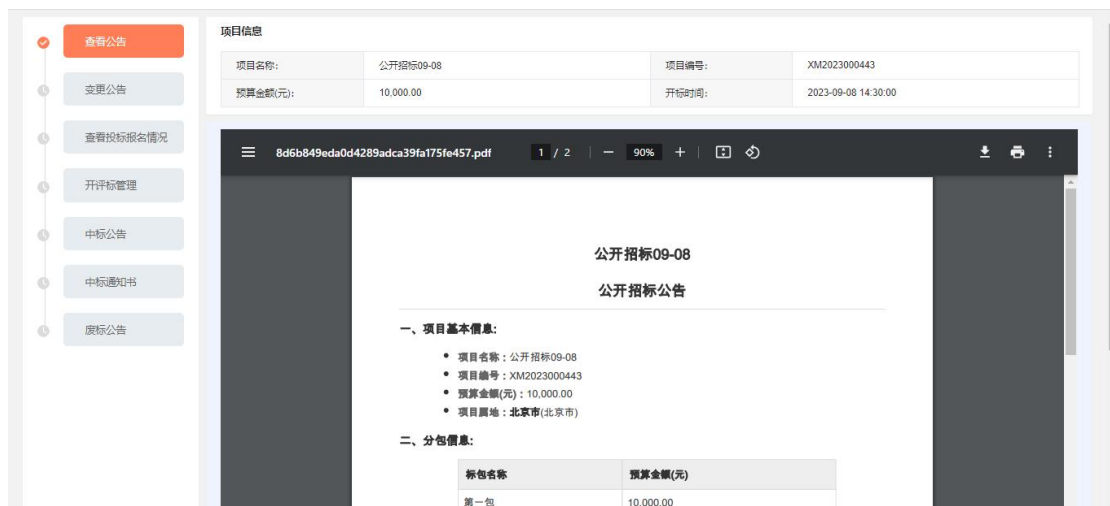 查看公告
变更公告
查看投标报名情况
开评标管理
中标公告
中标通知书
废标公告
项目信息
项目名称: 公开招标09-08 项目编号: XM2023000443
预算金额(元): 10,000.00 开标时间: 2023-09-08 14:30:00
8d6b849eda0d4289adca39fa175fe457.pdf 1 / 2 90%
公开招标09-08
公开招标公告
一、项目基本信息:
项目名称：公开招标09-08
项目编号：XM2023000443
预算金额(元)：10,000.00
项目属地：北京市(北京市)
二、分包信息:
标包名称 预算金额(元)
第一包 10,000.00